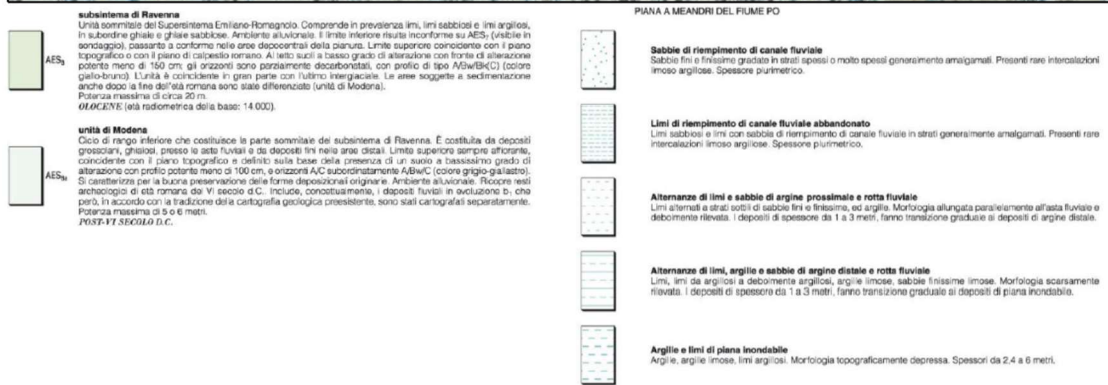 subsintema di Ravenna
Unità sommitale del Supersintema Emiliano-Romagnolo. Comprende in prevalenza limi, limi sabbiosi e limi argillosi,
in subordine ghiaie e ghiaie sabbiose. Ambiente alluvionale. Il limite inferiore risulta inconforme su AES₇ (visibile in
sondaggio), passante a conforme nelle aree depocentrali della pianura. Limite superiore coincidente con il piano
topografico o con il piano di calpestio romano. Al tetto suoli a basso grado di alterazione con fronte di alterazione
potente meno di 150 cm; gli orizzonti sono parzialmente decarbonatati, con profilo di tipo A/Bw/Bk(C) (colore
giallo-bruno). L'unità è coincidente in gran parte con l'ultimo interglaciale. Le aree soggette a sedimentazione
anche dopo la fine dell'età romana sono state differenziate (unità di Modena).
Potenza massima di circa 20 m.
OLOCENE (età radiometrica della base: 14.000).
AES₈
unità di Modena
Ciclo di rango inferiore che costituisce la parte sommitale del subsintema di Ravenna. È costituita da depositi
grossolani, ghiaiosi, presso le aste fluviali e da depositi fini nelle aree distali. Limite superiore sempre affiorante,
coincidente con il piano topografico e definito sulla base della presenza di un suolo a bassissimo grado di
alterazione con profilo potente meno di 100 cm, e orizzonti A/C subordinatamente A/Bw/C (colore grigio-giallastro).
Si caratterizza per la buona preservazione delle forme deposizionali originarie. Ambiente alluvionale. Ricopre resti
archeologici di età romana del VI secolo d.C. Include, concettualmente, i depositi fluviali in evoluzione b₁ che
però, in accordo con la tradizione della cartografia geologica preesistente, sono stati cartografati separatamente.
Potenza massima di 5 o 6 metri.
POST-VI SECOLO D.C.
AES₈ₐ
PIANA A MEANDRI DEL FIUME PO
Sabbie di riempimento di canale fluviale
Sabbie fini e finissime gradate in strati spessi o molto spessi generalmente amalgamati. Presenti rare intercalazioni
limoso argillose. Spessore plurimetrico.
Limi di riempimento di canale fluviale abbandonato
Limi sabbiosi e limi con sabbia di riempimento di canale fluviale in strati generalmente amalgamati. Presenti rare
intercalazioni limoso argillose. Spessore plurimetrico.
Alternanze di limi e sabbie di argine prossimale e rotta fluviale
Limi alternati a strati sottili di sabbie fini e finissime, ed argille. Morfologia allungata parallelamente all'asta fluviale e
debolmente rilevata. I depositi di spessore da 1 a 3 metri, fanno transizione graduale ai depositi di argine distale.
Alternanze di limi, argille e sabbie di argine distale e rotta fluviale
Limi, limi da argillosi a debolmente argillosi, argille limose, sabbie finissime limose. Morfologia scarsamente
rilevata. I depositi di spessore da 1 a 3 metri, fanno transizione graduale ai depositi di piana inondabile.
Argille e limi di piana inondabile
Argille, argille limose, limi argillosi. Morfologia topograficamente depressa. Spessori da 2,4 a 6 metri.